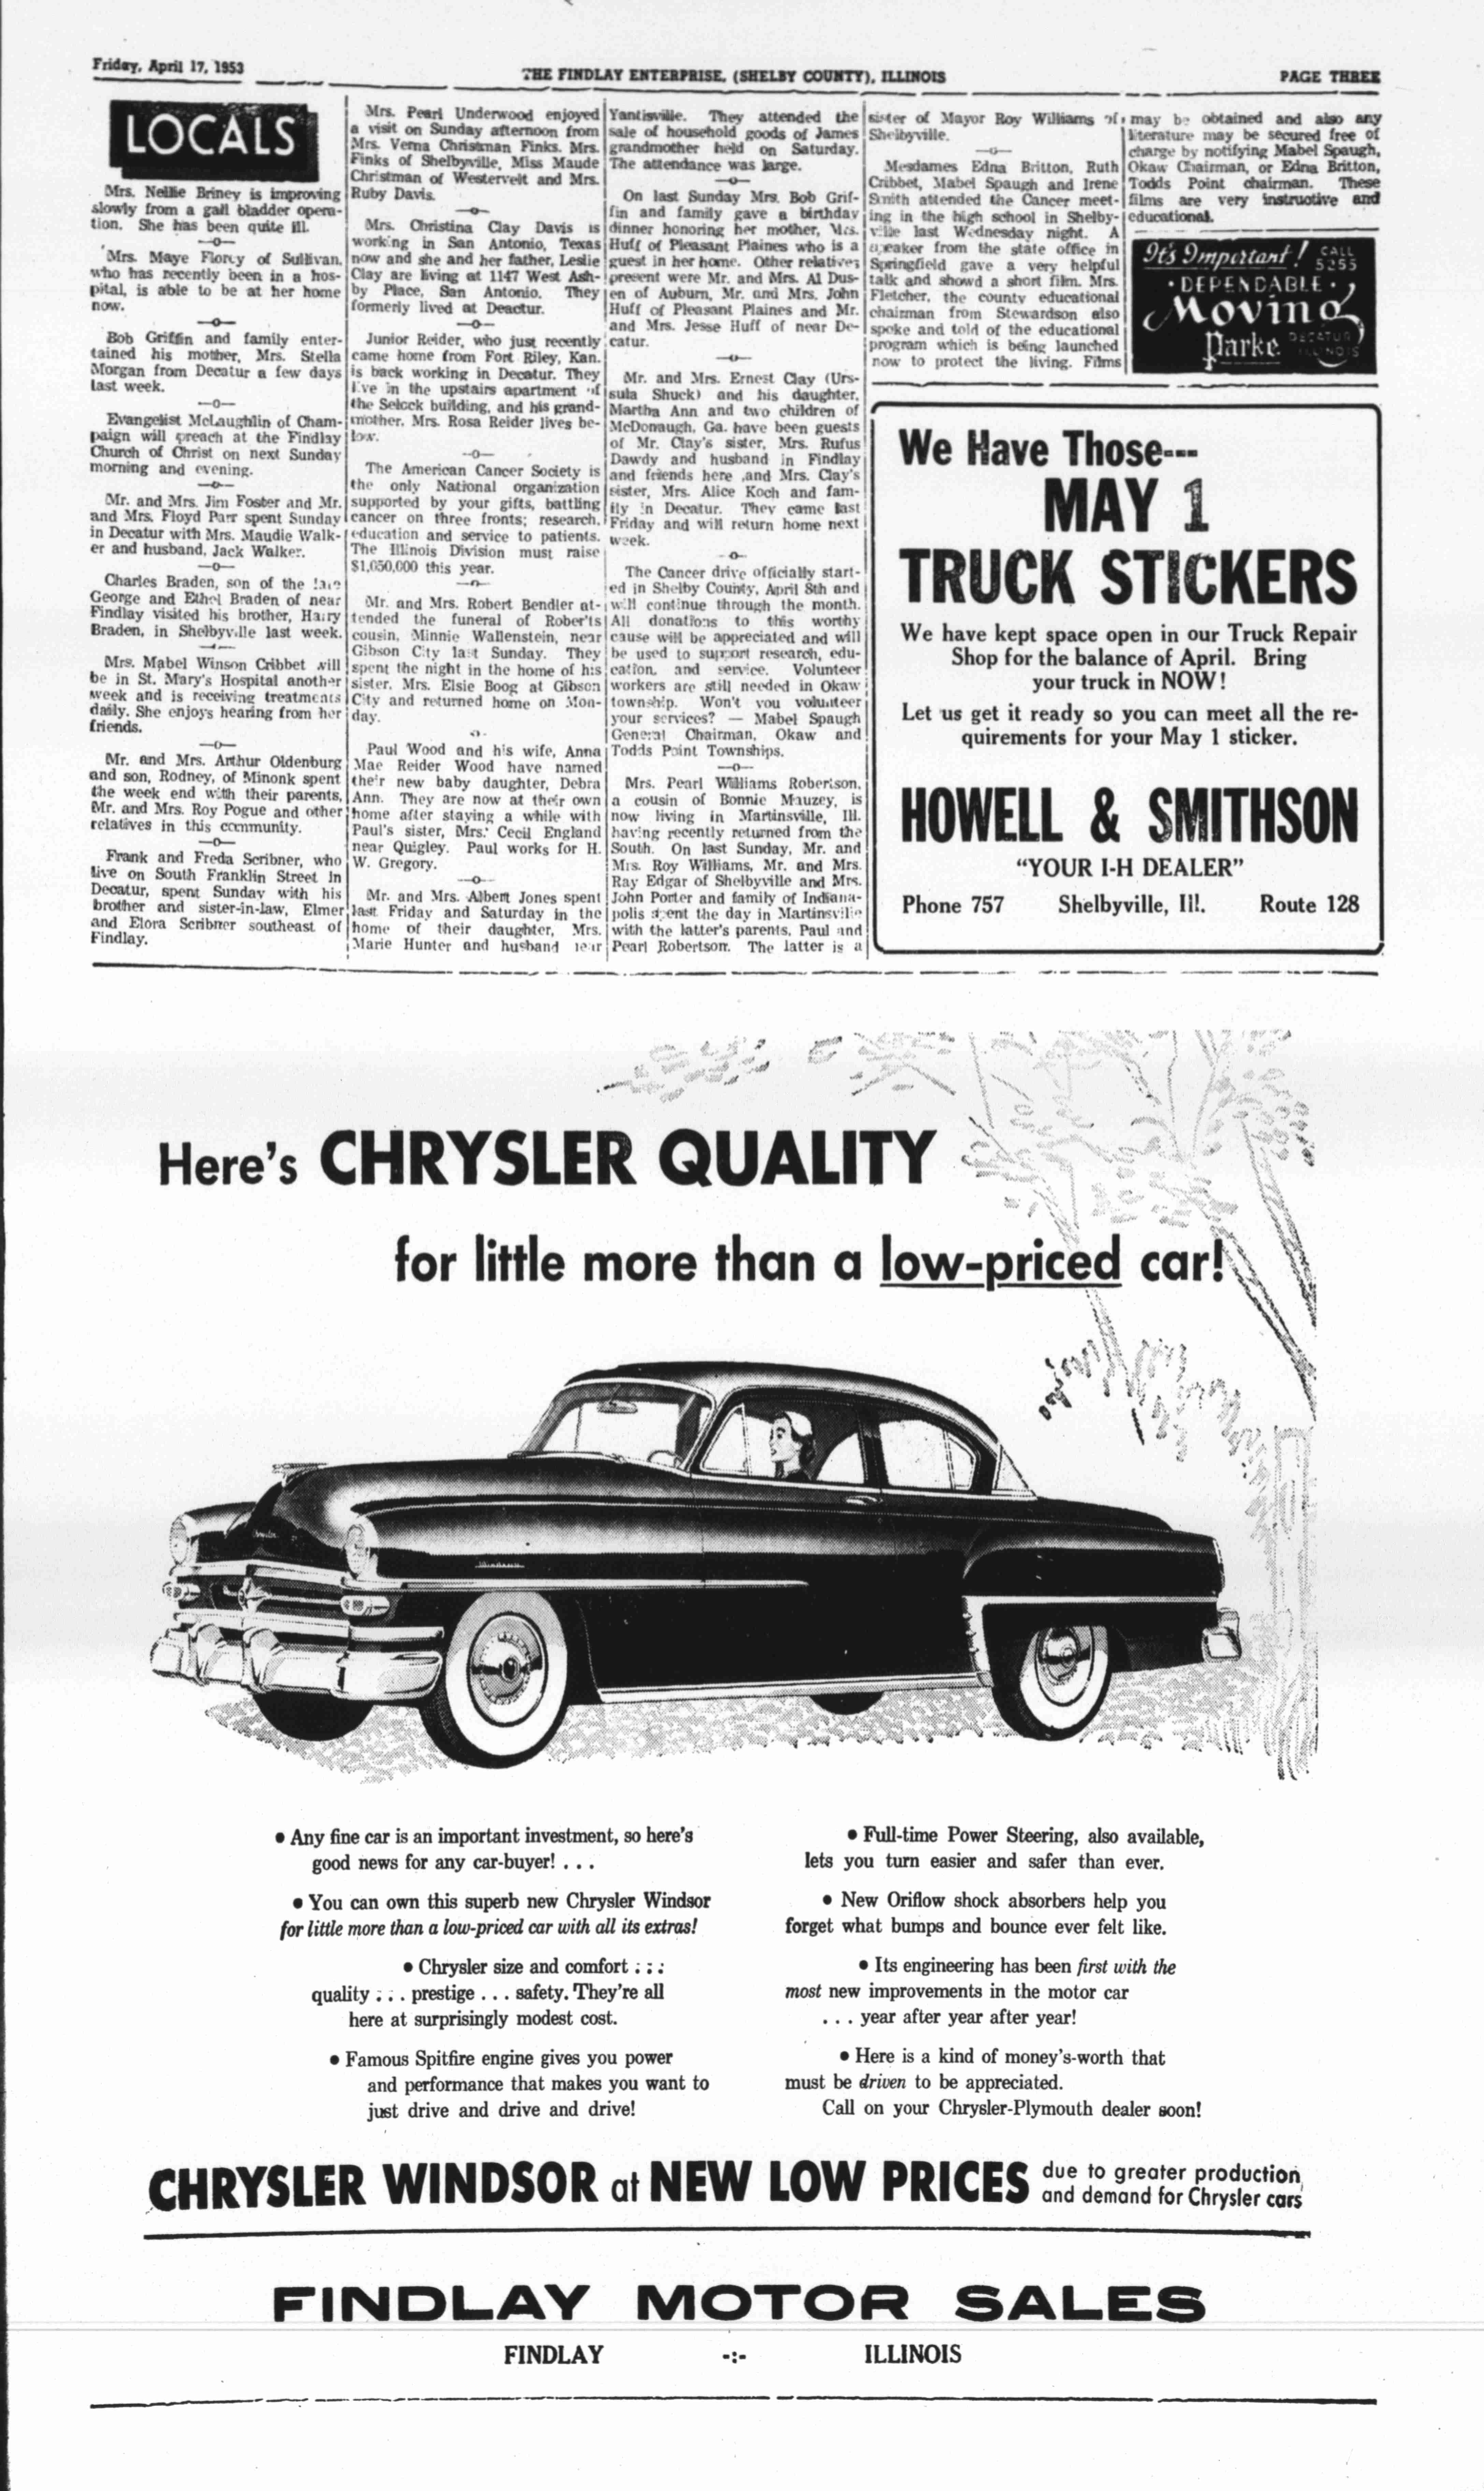 Friday, April 17, 1953
THE FINDLAY ENTERPRISE, (SHELBY COUNTY), ILLINOIS
PAGE THREE
LOCALS
Mrs. Nellie Briney is improving
slowly from a gall bladder opera-
tion. She has been quite ill.
—o—
Mrs. Maye Florey of Sullivan,
who has recently been in a hos-
pital, is able to be at her home
now.
—o—
Bob Griffin and family enter-
tained his mother, Mrs. Stella
Morgan from Decatur a few days
last week.
—o—
Evangelist McLaughlin of Cham-
paign will preach at the Findlay
Church of Christ on next Sunday
morning and evening.
—o—
Mr. and Mrs. Jim Foster and Mr.
and Mrs. Floyd Parr spent Sunday
in Decatur with Mrs. Maudie Walk-
er and husband, Jack Walker.
—o—
Charles Braden, son of the late
George and Ethel Braden of near
Findlay visited his brother, Harry
Braden, in Shelbyville last week.
—o—
Mrs. Mabel Winson Cribbet will
be in St. Mary's Hospital another
week and is receiving treatments
daily. She enjoys hearing from her
friends.
—o—
Mr. and Mrs. Arthur Oldenburg
and son, Rodney, of Minonk spent
the week end with their parents,
Mr. and Mrs. Roy Pogue and other
relatives in this community.
—o—
Frank and Freda Scribner, who
live on South Franklin Street in
Decatur, spent Sunday with his
brother and sister-in-law, Elmer
and Elora Scribner southeast of
Findlay.
Mrs. Pearl Underwood enjoyed
a visit on Sunday afternoon from
Mrs. Verna Christman Finks. Mrs.
Finks of Shelbyville, Miss Maude
Christman of Westervelt and Mrs.
Ruby Davis.
—o—
Mrs. Christina Clay Davis is
working in San Antonio, Texas
now and she and her father, Leslie
Clay are living at 1147 West Ash-
by Place, San Antonio. They
formerly lived at Deactur.
—o—
Junior Reider, who just recently
came home from Fort Riley, Kan.
is back working in Decatur. They
live in the upstairs apartment of
the Selock building, and his grand-
mother, Mrs. Rosa Reider lives be-
low.
—o—
The American Cancer Society is
the only National organization
supported by your gifts, battling
cancer on three fronts; research,
education and service to patients.
The Illinois Division must raise
$1,050,000 this year.
—o—
Mr. and Mrs. Robert Bendler at-
tended the funeral of Rober'ts
cousin, Minnie Wallenstein, near
Gibson City last Sunday. They
spent the night in the home of his
sister, Mrs. Elsie Boog at Gibson
City and returned home on Mon-
day.
-o-
Paul Wood and his wife, Anna
Mae Reider Wood have named
their new baby daughter, Debra
Ann. They are now at their own
home after staying a while with
Paul's sister, Mrs. Cecil England
near Quigley. Paul works for H.
W. Gregory.
—o—
Mr. and Mrs. Albert Jones spent
last Friday and Saturday in the
home of their daughter, Mrs.
Marie Hunter and husband near
Yantisville. They attended the
sale of household goods of James
grandmother held on Saturday.
The attendance was large.
—o—
On last Sunday Mrs. Bob Grif-
fin and family gave a birthday
dinner honoring her mother, Mrs.
Huff of Pleasant Plaines who is a
guest in her home. Other relatives
present were Mr. and Mrs. Al Dus-
en of Auburn, Mr. and Mrs. John
Huff of Pleasant Plaines and Mr.
and Mrs. Jesse Huff of near De-
catur.
—o—
Mr. and Mrs. Ernest Clay (Urs-
sula Shuck) and his daughter,
Martha Ann and two children of
McDonaugh, Ga. have been guests
of Mr. Clay's sister, Mrs. Rufus
Dawdy and husband in Findlay
and friends here ,and Mrs. Clay's
sister, Mrs. Alice Koch and fam-
ily in Decatur. They came last
Friday and will return home next
week.
—o—
The Cancer drive officially start-
ed in Shelby County, April 8th and
will continue through the month.
All donations to this worthy
cause will be appreciated and will
be used to support research, edu-
cation, and service. Volunteer
workers are still needed in Okaw
township. Won't you volunteer
your services? — Mabel Spaugh
General Chairman, Okaw and
Todds Point Townships.
—o—
Mrs. Pearl Williams Robertson,
a cousin of Bonnie Mauzey, is
now living in Martinsville, Ill.
having recently returned from the
South. On last Sunday, Mr. and
Mrs. Roy Williams, Mr. and Mrs.
Ray Edgar of Shelbyville and Mrs.
John Porter and family of Indiana-
polis spent the day in Martinsville
with the latter's parents, Paul and
Pearl Robertson. The latter is a
sister of Mayor Roy Williams of
Shelbyville.
—o—
Mesdames Edna Britton, Ruth
Cribbet, Mabel Spaugh and Irene
Smith attended the Cancer meet-
ing in the high school in Shelby-
ville last Wednesday night. A
speaker from the state office in
Springfield gave a very helpful
talk and showd a short film. Mrs.
Fletcher, the county educational
chairman from Stewardson also
spoke and told of the educational
program which is being launched
now to protect the living. Films
may be obtained and also any
literature may be secured free of
charge by notifying Mabel Spaugh,
Okaw Chairman, or Edna Britton,
Todds Point chairman. These
films are very instructive and
educational.
It's Important! CALL
5255
• DEPENDABLE •
Moving
Parke DECATUR
ILLINOIS
We Have Those---
MAY 1
TRUCK STICKERS
We have kept space open in our Truck Repair
Shop for the balance of April. Bring
your truck in NOW!
Let us get it ready so you can meet all the re-
quirements for your May 1 sticker.
HOWELL & SMITHSON
"YOUR I-H DEALER"
Phone 757 Shelbyville, Ill. Route 128
Here's CHRYSLER QUALITY
for little more than a low-priced car!
Chrysler
Windsor
• Any fine car is an important investment, so here's
good news for any car-buyer! . . .
• You can own this superb new Chrysler Windsor
for little more than a low-priced car with all its extras!
• Chrysler size and comfort . . .
quality . . . prestige . . . safety. They're all
here at surprisingly modest cost.
• Famous Spitfire engine gives you power
and performance that makes you want to
just drive and drive and drive!
• Full-time Power Steering, also available,
lets you turn easier and safer than ever.
• New Oriflow shock absorbers help you
forget what bumps and bounce ever felt like.
• Its engineering has been first with the
most new improvements in the motor car
. . . year after year after year!
• Here is a kind of money's-worth that
must be driven to be appreciated.
Call on your Chrysler-Plymouth dealer soon!
CHRYSLER WINDSOR at NEW LOW PRICES due to greater production
and demand for Chrysler cars
FINDLAY MOTOR SALES
FINDLAY -:- ILLINOIS